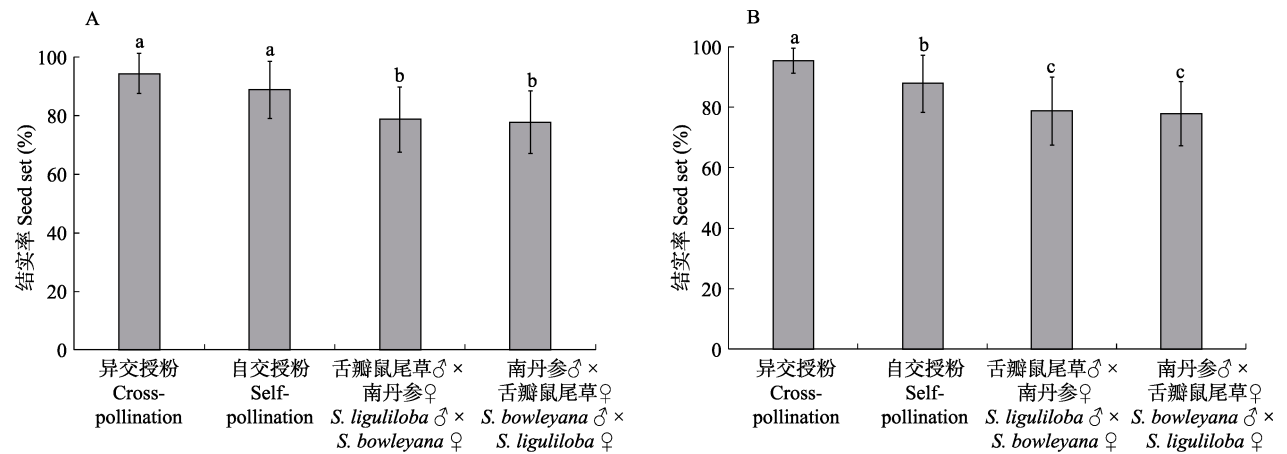 A
结实率 Seed set (%)
100
80
60
40
20
0
a
a
b
b
异交授粉
Cross-
pollination
自交授粉
Self-
pollination
舌瓣鼠尾草♂ ×
南丹参♀
S. liguliloba ♂ ×
S. bowleyana ♀
南丹参♂ ×
舌瓣鼠尾草♀
S. bowleyana ♂ ×
S. liguliloba ♀
B
结实率 Seed set (%)
100
80
60
40
20
0
a
b
c
c
异交授粉
Cross-
pollination
自交授粉
Self-
pollination
舌瓣鼠尾草♂ ×
南丹参♀
S. liguliloba ♂ ×
S. bowleyana ♀
南丹参♂ ×
舌瓣鼠尾草♀
S. bowleyana ♂ ×
S. liguliloba ♀